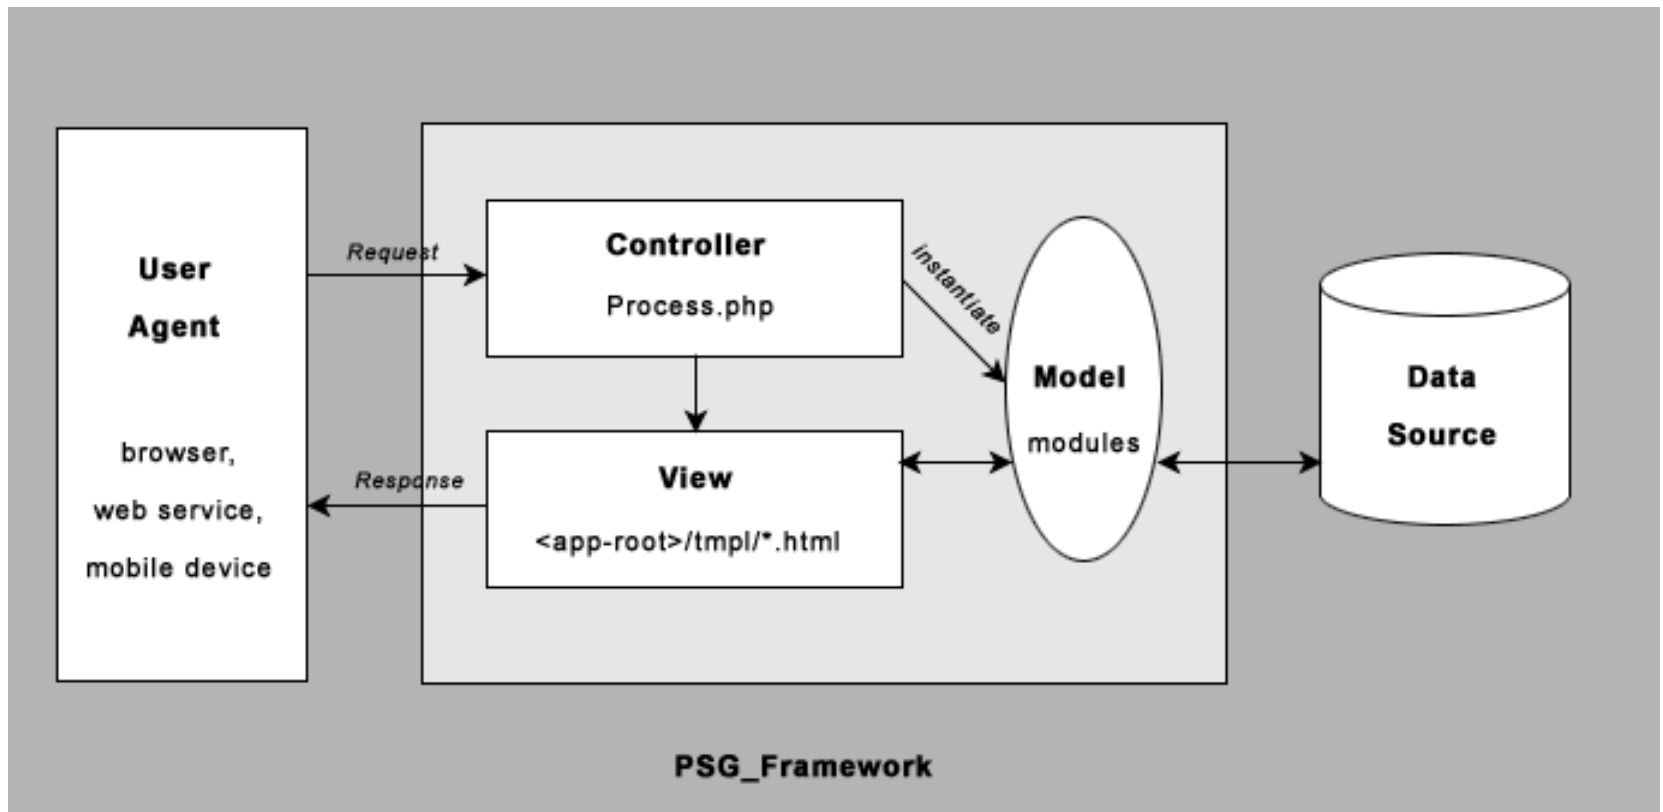 User
Agent
browser,
web service,
mobile device
Request
Response
Controller
Process.php
instantiate
View
<app-root>/tmpl/*.html
Model
modules
Data
Source
PSG_Framework